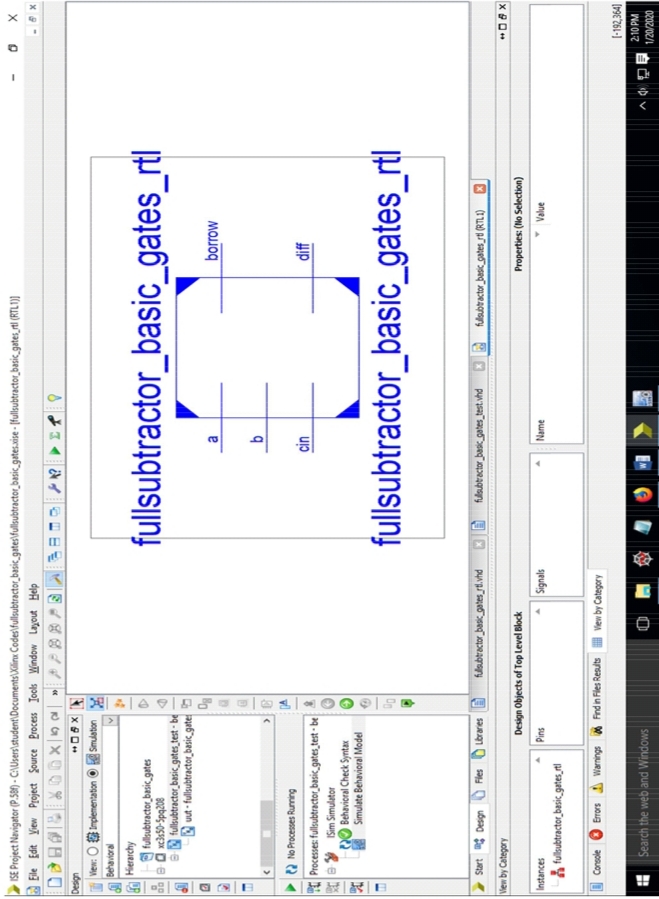 ISE Project Navigator (P.58f) - C:\Users\student\Documents\Xilinx Codes\fullsubtractor_basic_gates\fullsubtractor_basic_gates.xise - [fullsubtractor_basic_gates_rtl (RTL1)]
File Edit View Project Source Process Tools Window Layout Help
Design
View: Implementation Simulation
Behavioral
Hierarchy
fullsubtractor_basic_gates
xc3s50-5pq208
fullsubtractor_basic_gates_test - be
uut - fullsubtractor_basic_gates
No Processes Running
Processes: fullsubtractor_basic_gates_test - be
ISim Simulator
Behavioral Check Syntax
Simulate Behavioral Model
fullsubtractor_basic_gates_rtl
a borrow
b
cin diff
fullsubtractor_basic_gates_rtl
Start Design Files Libraries
fullsubtractor_basic_gates_rtl.vhd fullsubtractor_basic_gates_test.vhd fullsubtractor_basic_gates_rtl (RTL1)
View by Category
Design Objects of Top Level Block Properties: (No Selection)
Instances Pins Signals Name Value
fullsubtractor_basic_gates_rtl
Console Errors Warnings Find in Files Results View by Category
[-192,364]
Search the web and Windows
2:10 PM
1/20/2020